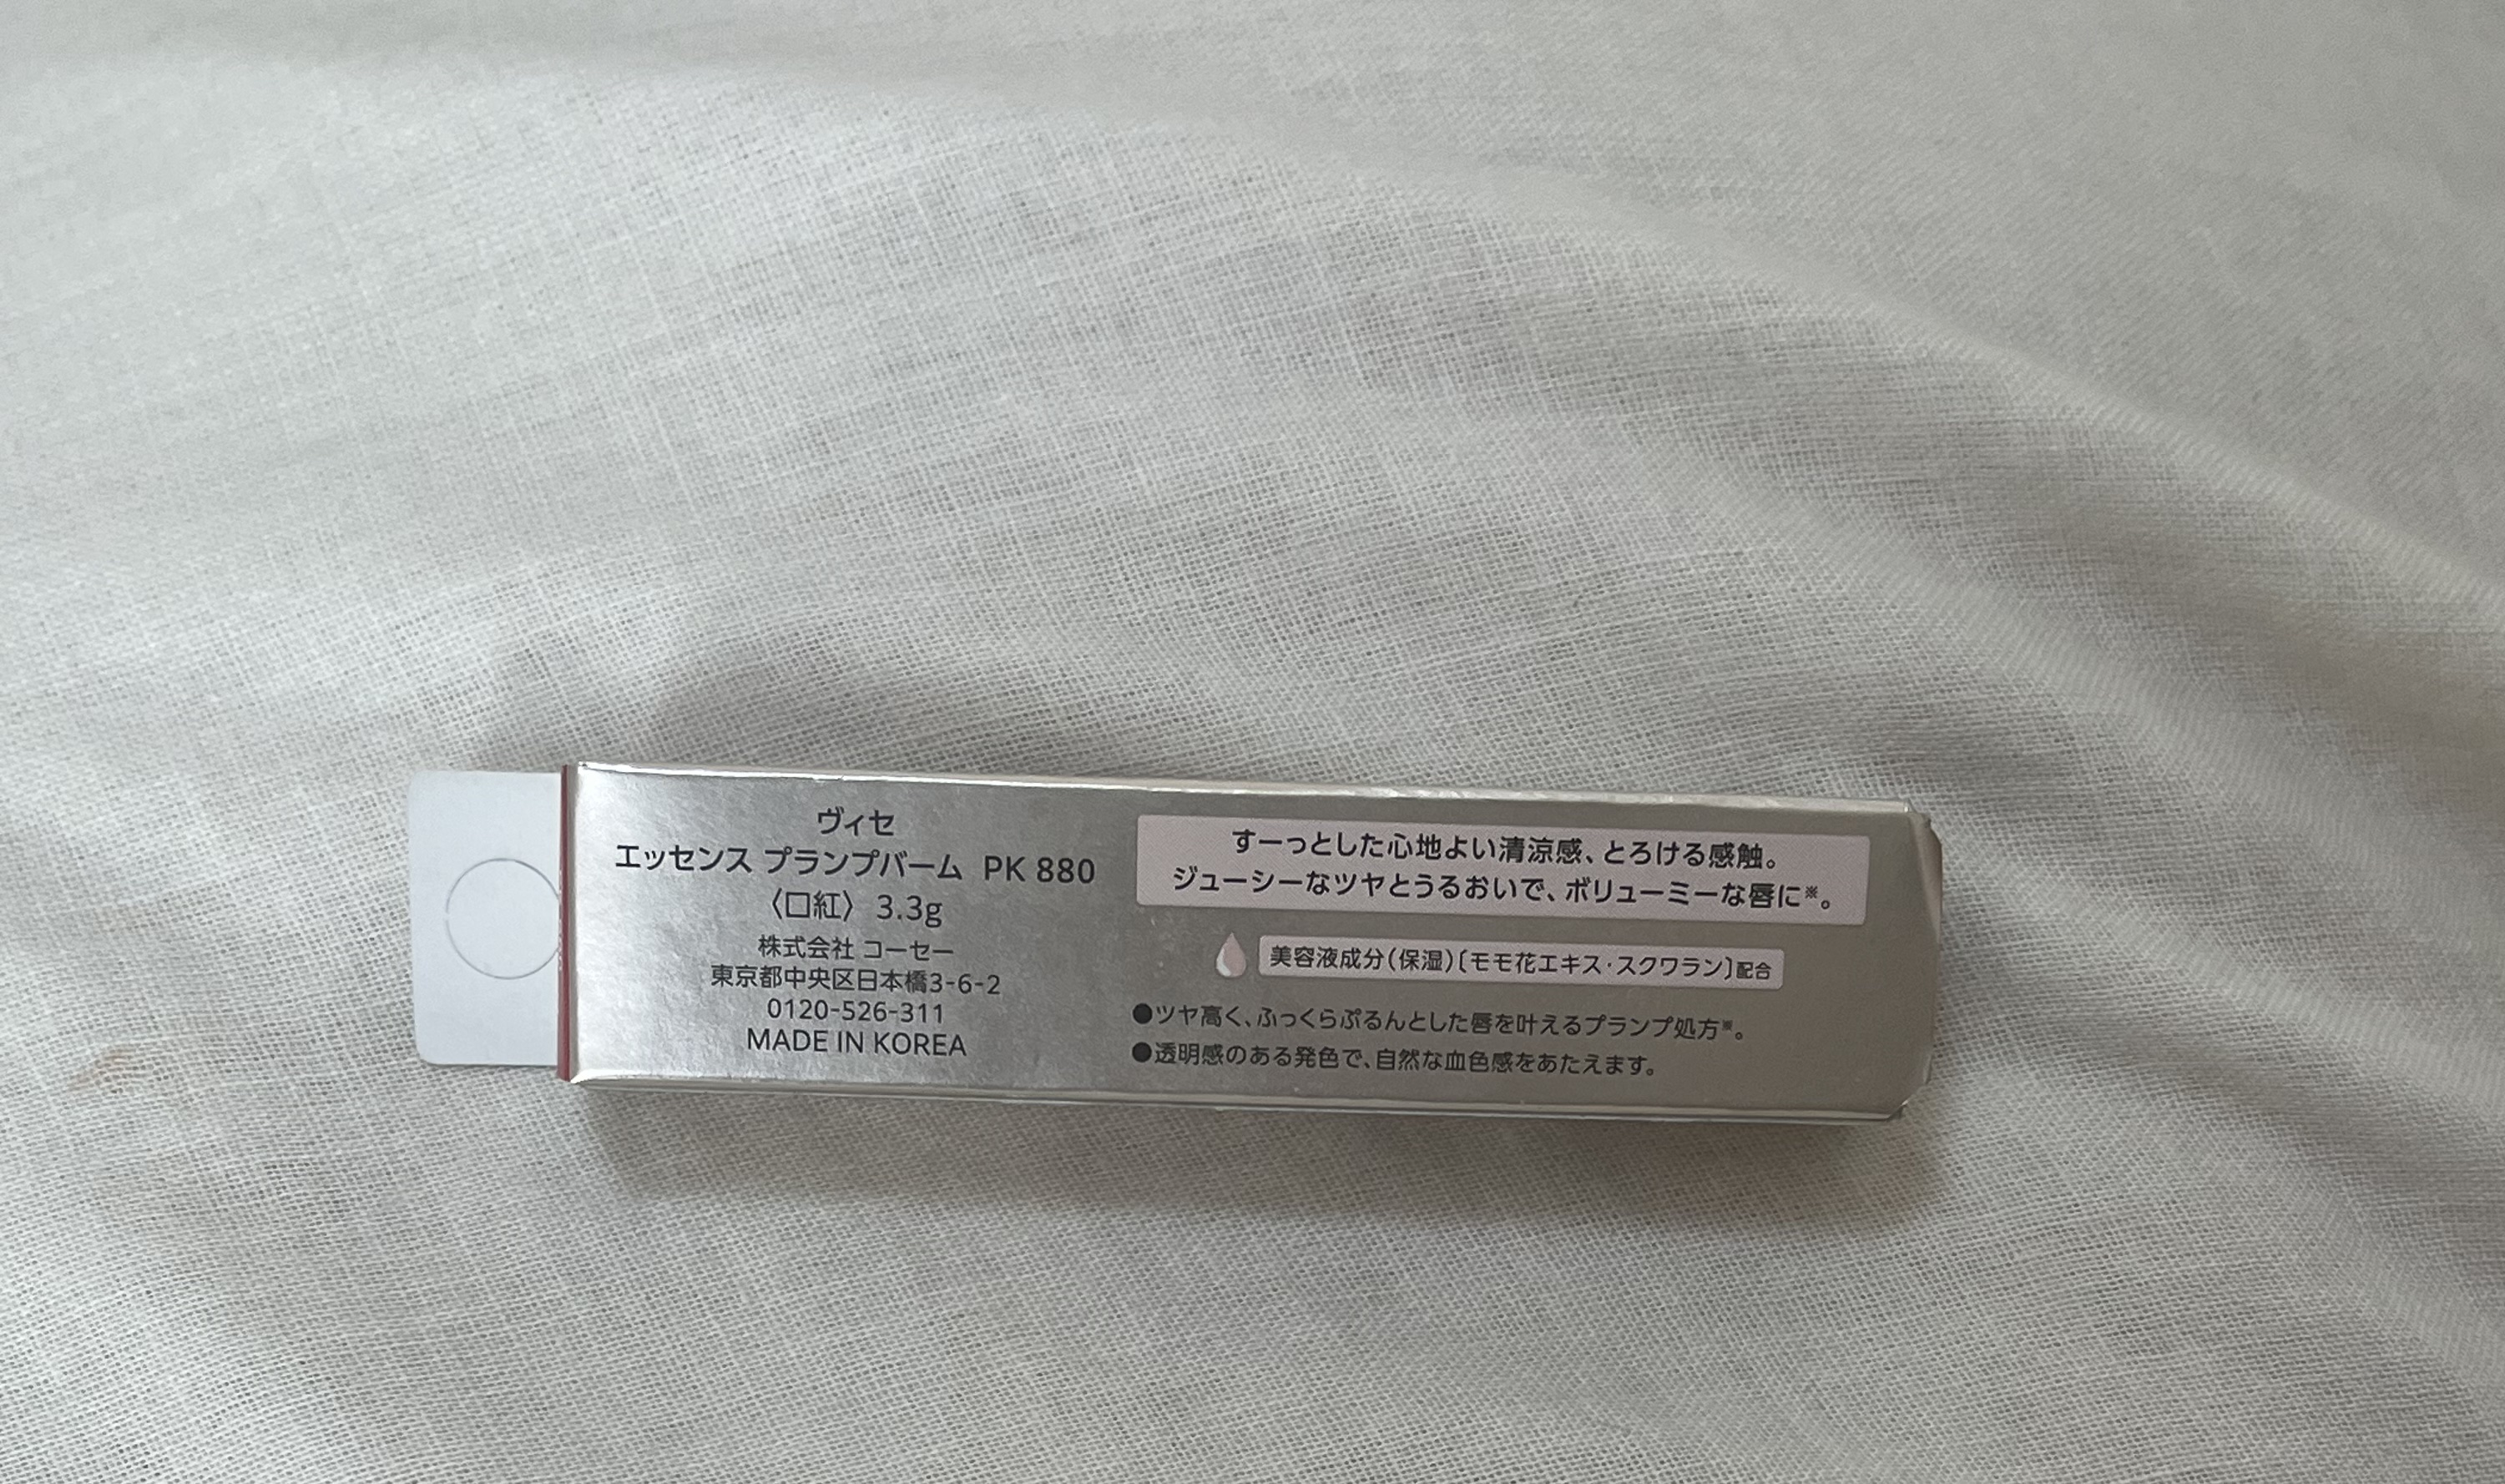 ヴィセ
エッセンス プランプバーム PK 880
〈口紅〉 3.3g
株式会社 コーセー
東京都中央区日本橋3-6-2
0120-526-311
MADE IN KOREA
すーっとした心地よい清涼感、とろける感触。
ジューシーなツヤとうるおいで、ボリューミーな唇に※。
美容液成分(保湿)〔モモ花エキス・スクワラン〕配合
●ツヤ高く、ふっくらぷるんとした唇を叶えるプランプ処方※。
●透明感のある発色で、自然な血色感をあたえます。